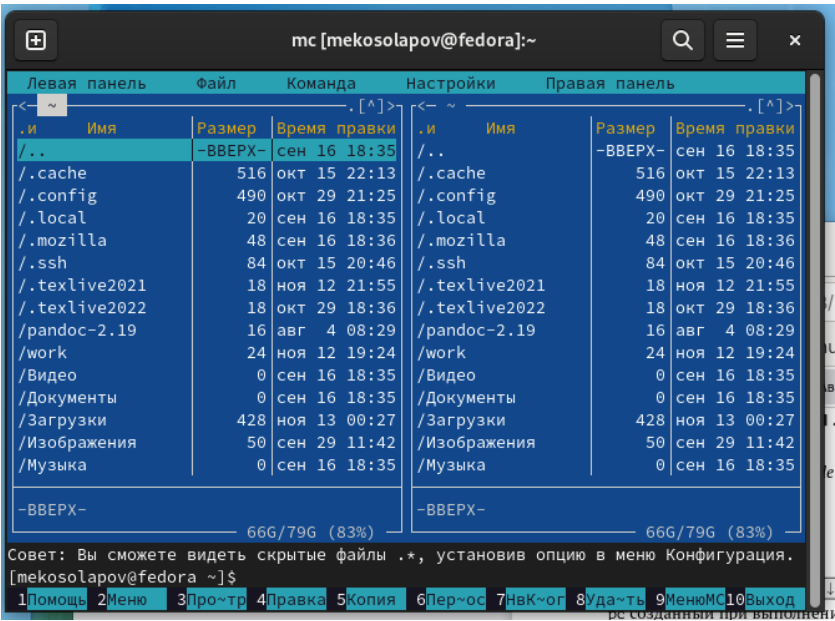 mc [mekosolapov@fedora]:~
Левая панель Файл Команда Настройки Правая панель
<— ~ .[^]> <— ~ .[^]>
.и Имя Размер Время правки .и Имя Размер Время правки
/.. -ВВЕРХ- сен 16 18:35 /.. -ВВЕРХ- сен 16 18:35
/.cache 516 окт 15 22:13 /.cache 516 окт 15 22:13
/.config 490 окт 29 21:25 /.config 490 окт 29 21:25
/.local 20 сен 16 18:35 /.local 20 сен 16 18:35
/.mozilla 48 сен 16 18:36 /.mozilla 48 сен 16 18:36
/.ssh 84 окт 15 20:46 /.ssh 84 окт 15 20:46
/.texlive2021 18 ноя 12 21:55 /.texlive2021 18 ноя 12 21:55
/.texlive2022 18 окт 29 18:36 /.texlive2022 18 окт 29 18:36
/pandoc-2.19 16 авг 4 08:29 /pandoc-2.19 16 авг 4 08:29
/work 24 ноя 12 19:24 /work 24 ноя 12 19:24
/Видео 0 сен 16 18:35 /Видео 0 сен 16 18:35
/Документы 0 сен 16 18:35 /Документы 0 сен 16 18:35
/Загрузки 428 ноя 13 00:27 /Загрузки 428 ноя 13 00:27
/Изображения 50 сен 29 11:42 /Изображения 50 сен 29 11:42
/Музыка 0 сен 16 18:35 /Музыка 0 сен 16 18:35
-ВВЕРХ- -ВВЕРХ-
66G/79G (83%) 66G/79G (83%)
Совет: Вы сможете видеть скрытые файлы .*, установив опцию в меню Конфигурация.
[mekosolapov@fedora ~]$
1Помощь 2Меню 3Про~тр 4Правка 5Копия 6Пер~ос 7НвК~ог 8Уда~ть 9МенюMC 10Выход
рс созданный при выполнени